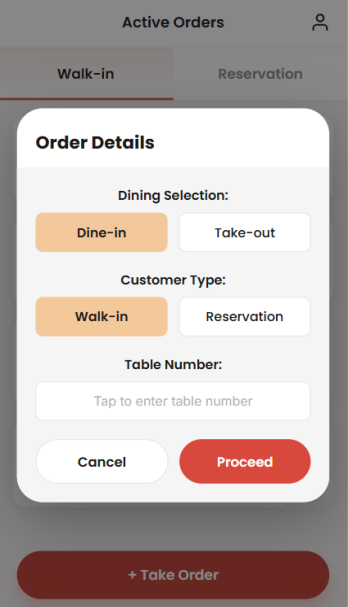 Active Orders
Walk-in Reservation
Order Details
Dining Selection:
Dine-in Take-out
Customer Type:
Walk-in Reservation
Table Number:
Tap to enter table number
Cancel Proceed
+ Take Order